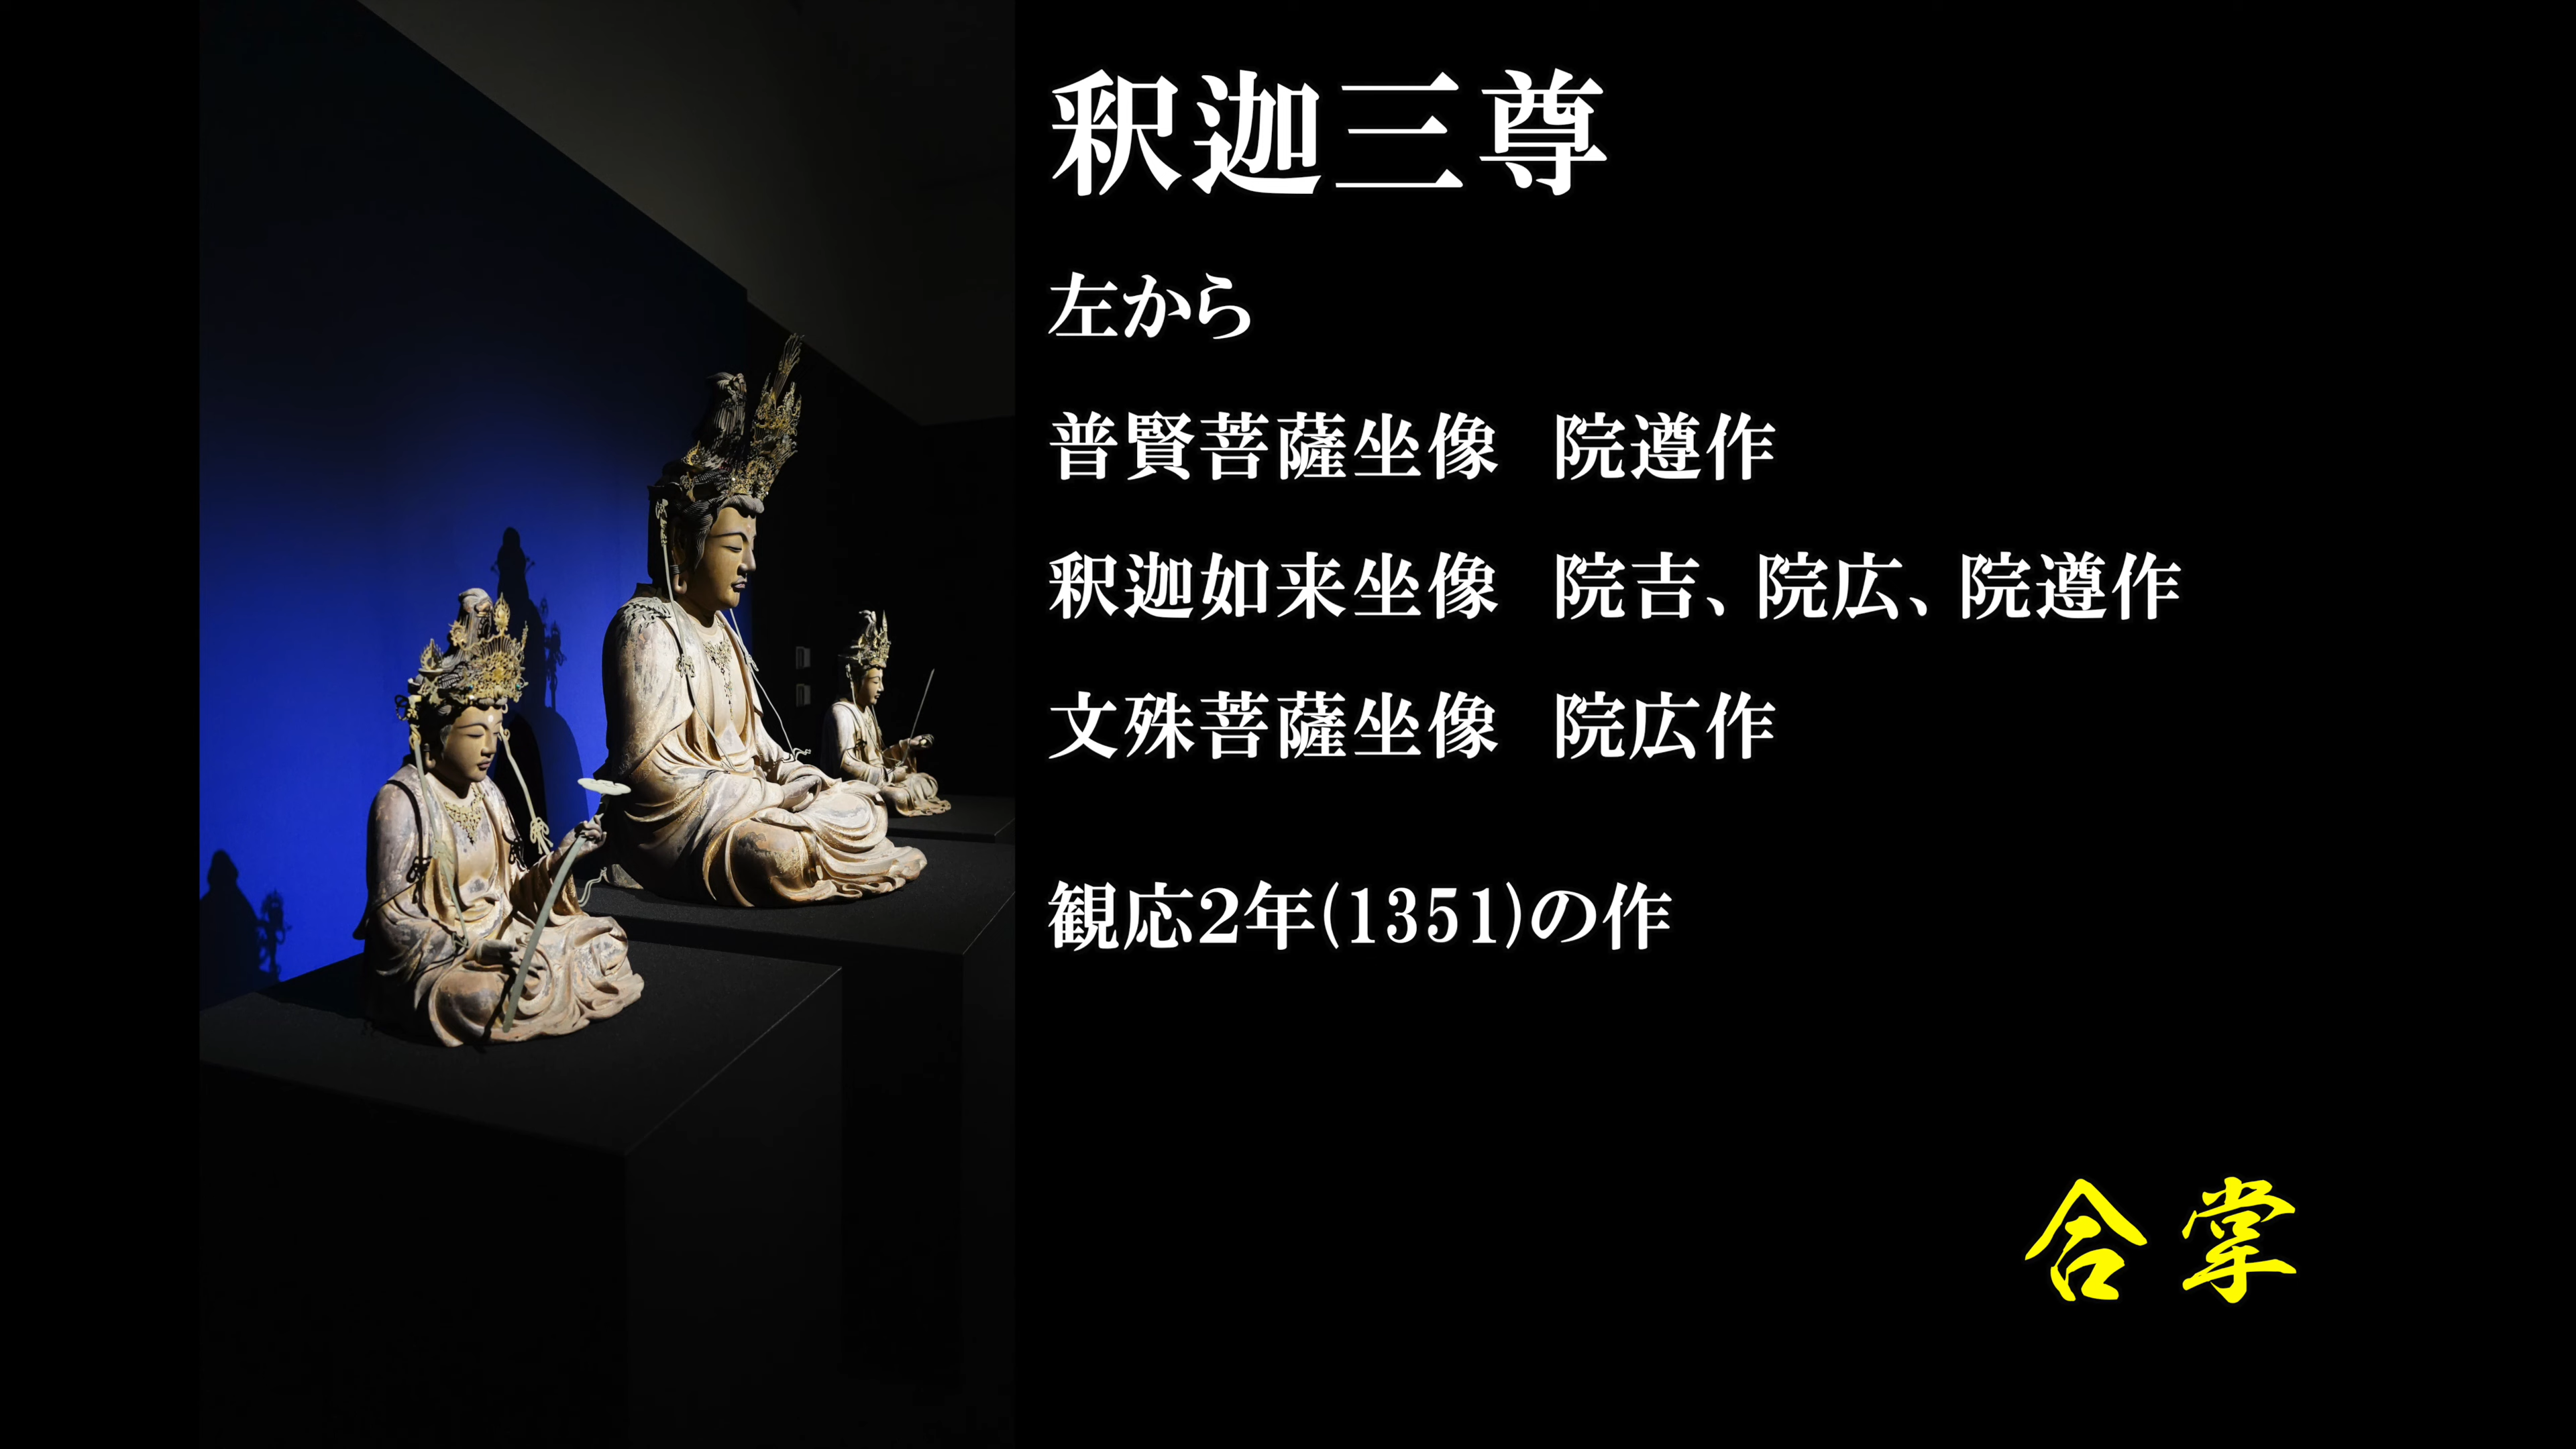 釈迦三尊
左から
普賢菩薩坐像　院遵作
釈迦如来坐像　院吉、院広、院遵作
文殊菩薩坐像　院広作
観応２年(1351)の作
合掌